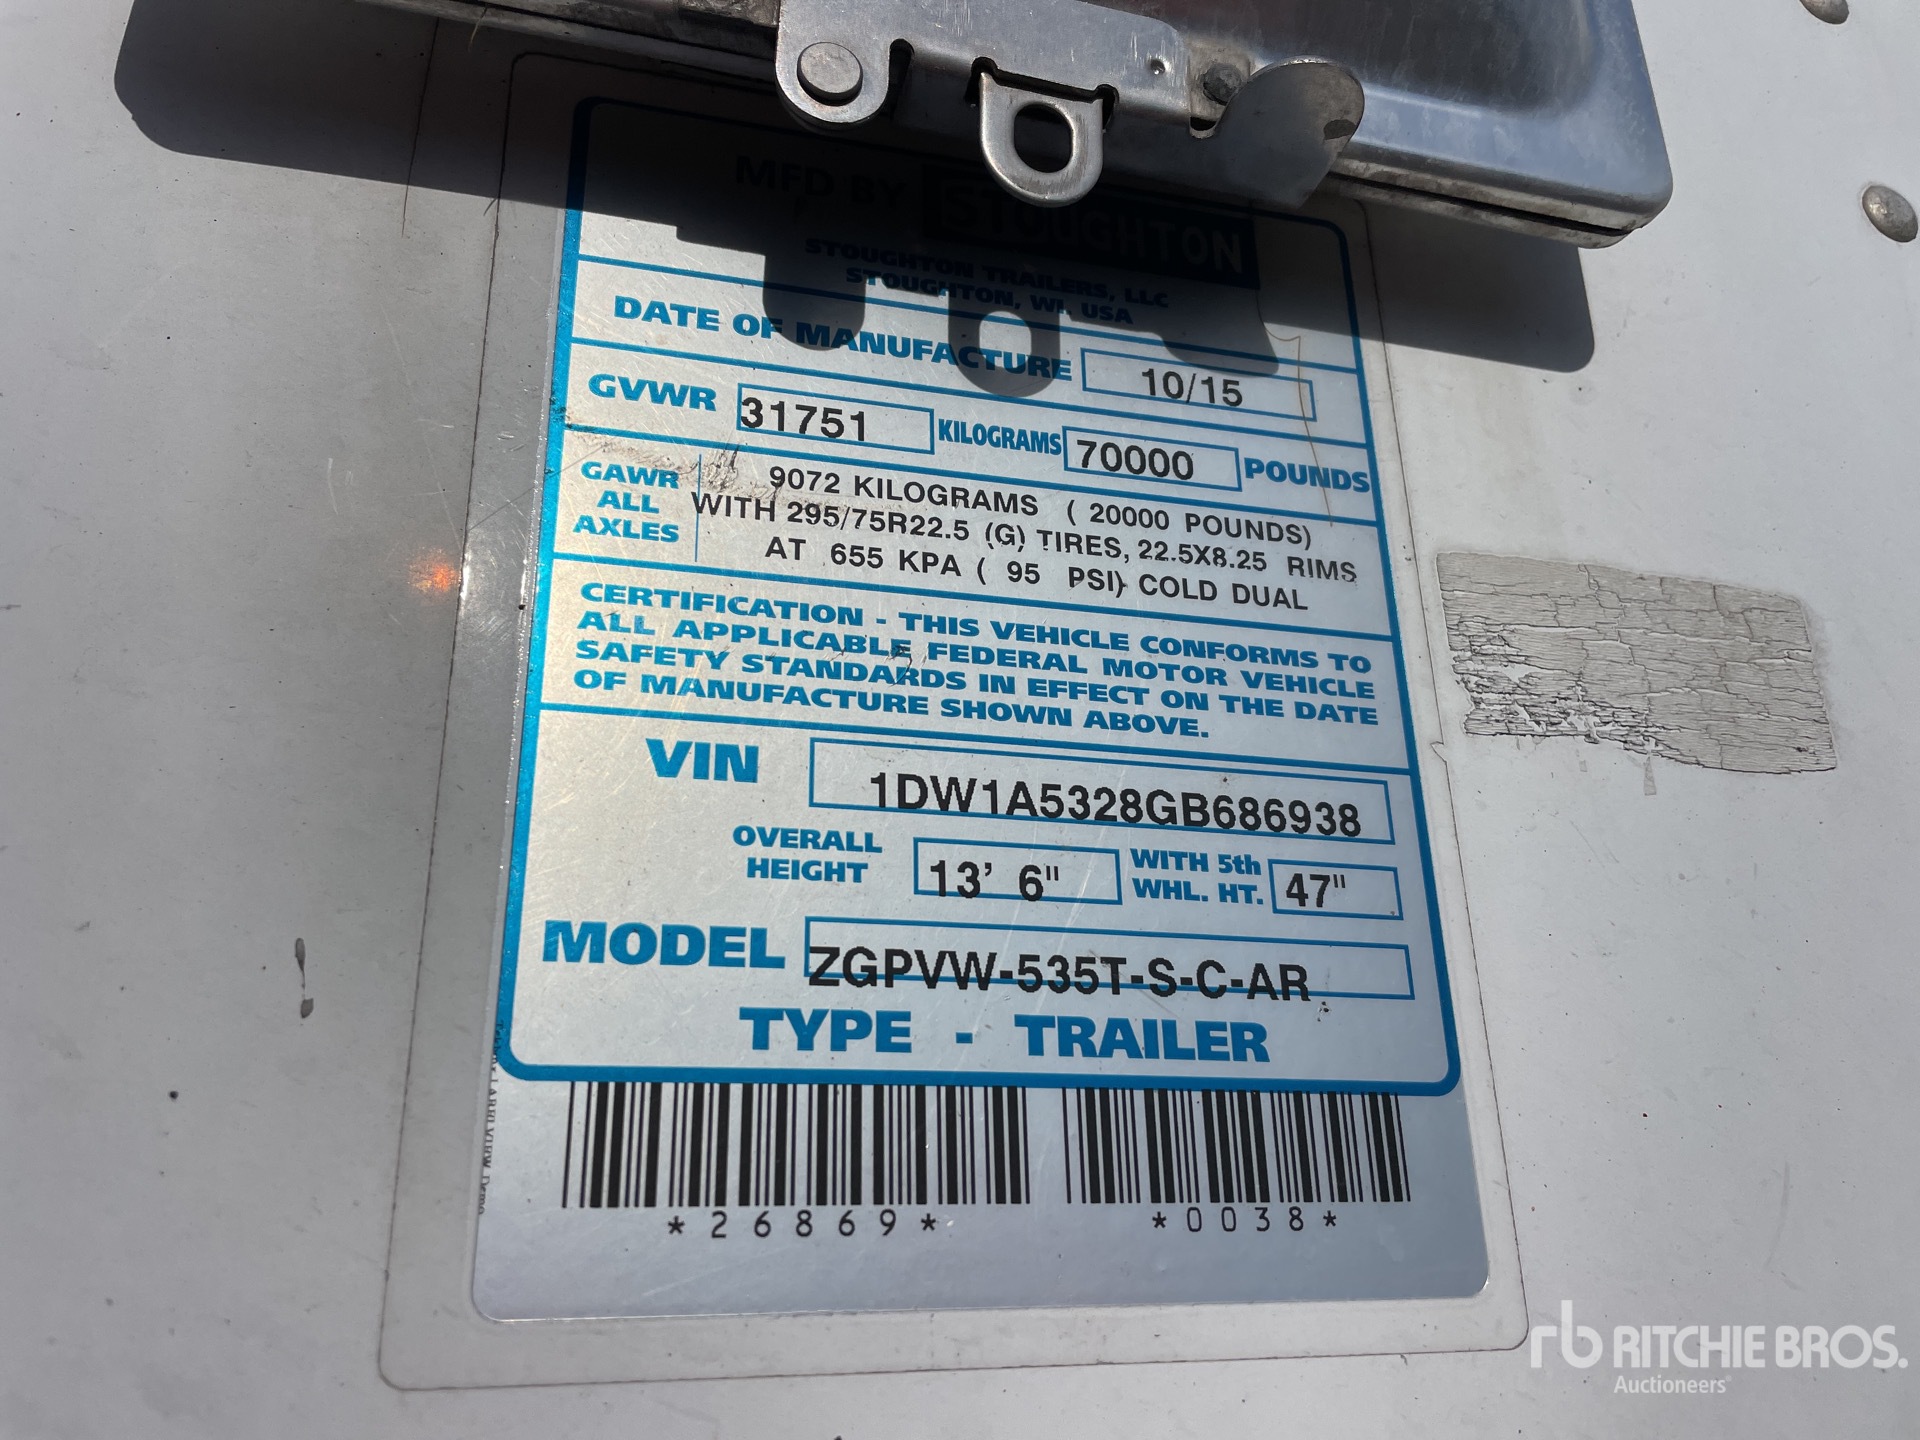 MFD BY STOUGHTON
STOUGHTON TRAILERS, LLC
STOUGHTON, WI, USA
DATE OF MANUFACTURE 10/15
GVWR 31751 KILOGRAMS 70000 POUNDS
GAWR ALL AXLES
9072 KILOGRAMS ( 20000 POUNDS)
WITH 295/75R22.5 (G) TIRES, 22.5X8.25 RIMS
AT 655 KPA ( 95 PSI) COLD DUAL
CERTIFICATION - THIS VEHICLE CONFORMS TO
ALL APPLICABLE FEDERAL MOTOR VEHICLE
SAFETY STANDARDS IN EFFECT ON THE DATE
OF MANUFACTURE SHOWN ABOVE.
VIN 1DW1A5328GB686938
OVERALL HEIGHT 13' 6" WITH 5th WHL. HT. 47"
MODEL ZGPVW-535T-S-C-AR
TYPE - TRAILER
*26869* *0038*
rb RITCHIE BROS.
Auctioneers